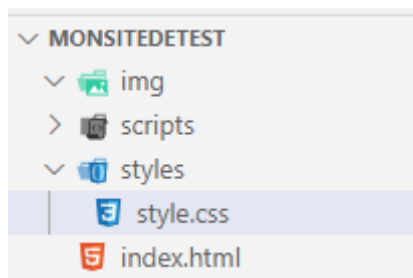 MONSITEDETEST
img
scripts
styles
style.css
index.html